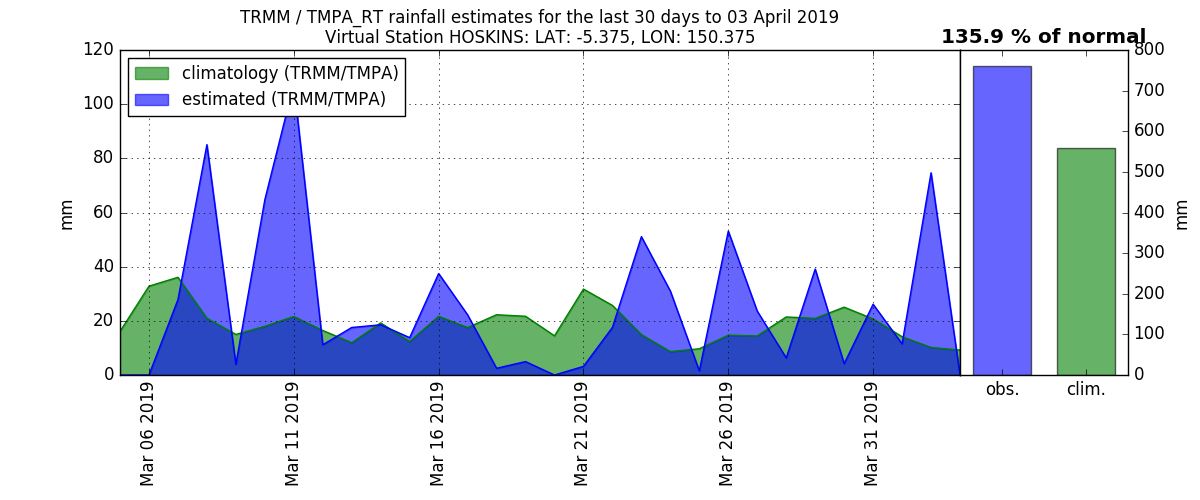 TRMM / TMPA_RT rainfall estimates for the last 30 days to 03 April 2019
Virtual Station HOSKINS: LAT: -5.375, LON: 150.375
135.9 % of normal
climatology (TRMM/TMPA)
estimated (TRMM/TMPA)
120
100
80
60
40
20
0
mm
Mar 06 2019
Mar 11 2019
Mar 16 2019
Mar 21 2019
Mar 26 2019
Mar 31 2019
obs.
clim.
800
700
600
500
400
300
200
100
0
mm